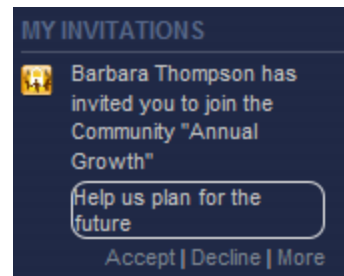 MY INVITATIONS
Barbara Thompson has
invited you to join the
Community "Annual
Growth"
Help us plan for the
future
Accept | Decline | More